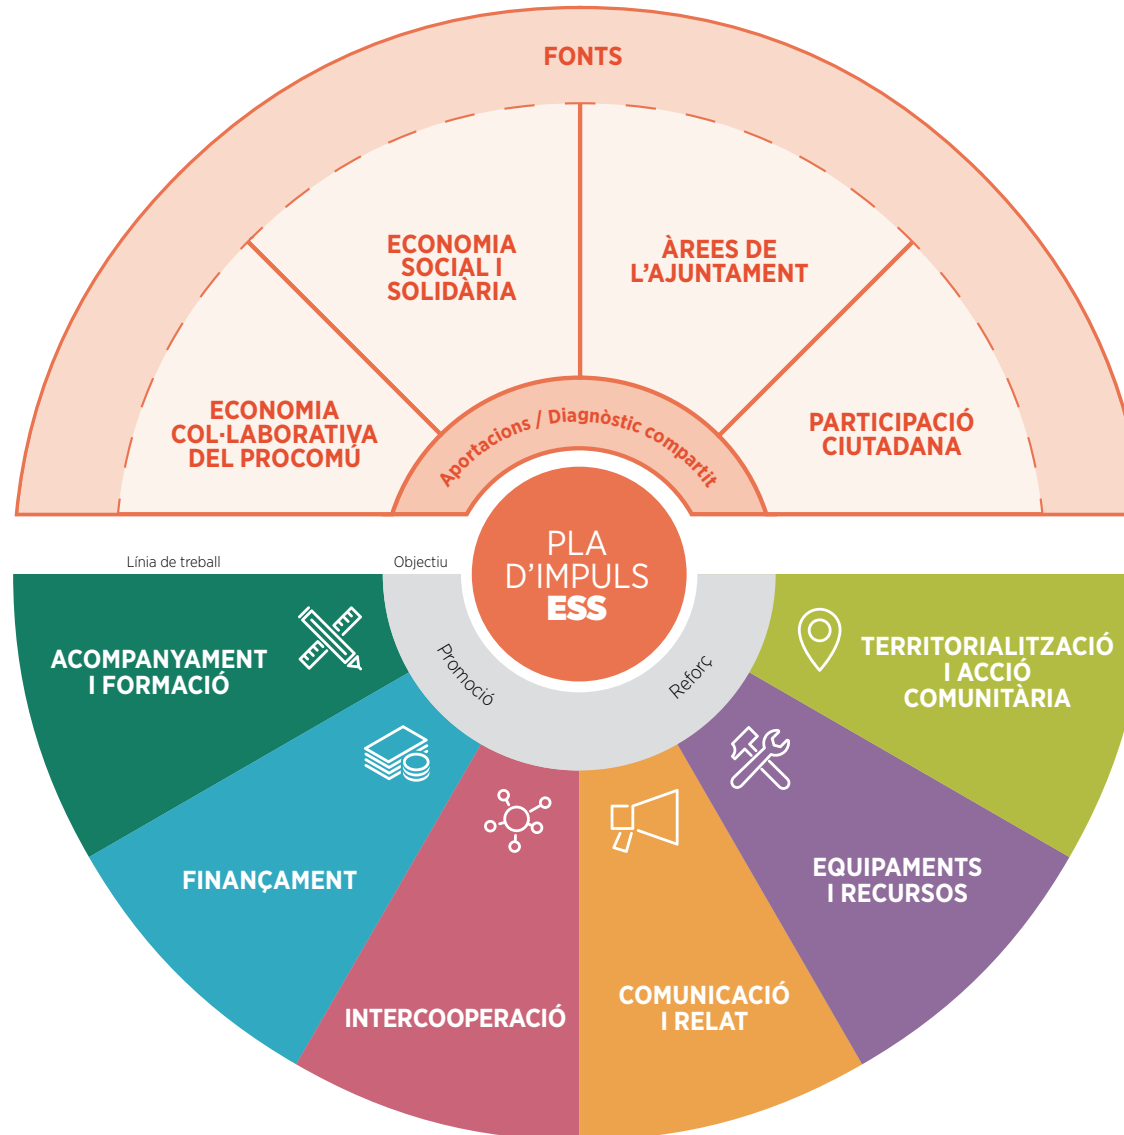 FONTS
ECONOMIA
SOCIAL I
SOLIDÀRIA
ÀREES DE
L’AJUNTAMENT
ECONOMIA
COL·LABORATIVA
DEL PROCOMÚ
PARTICIPACIÓ
CIUTADANA
Aportacions / Diagnòstic compartit
PLA
D’IMPULS
ESS
Línia de treball
Objectiu
Promoció
Reforç
ACOMPANYAMENT
I FORMACIÓ
FINANÇAMENT
INTERCOOPERACIÓ
COMUNICACIÓ
I RELAT
EQUIPAMENTS
I RECURSOS
TERRITORIALITZACIÓ
I ACCIÓ
COMUNITÀRIA